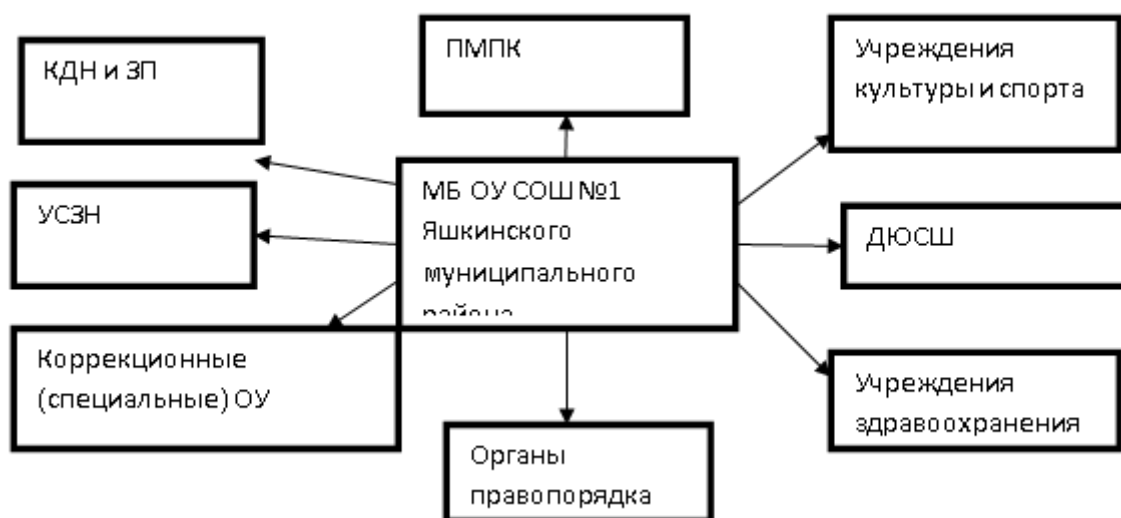 КДН и ЗП
ПМПК
Учреждения
культуры и спорта
УСЗН
МБ ОУ СОШ №1
Яшкинского
муниципального
района
ДЮСШ
Коррекционные
(специальные) ОУ
Учреждения
здравоохранения
Органы
правопорядка